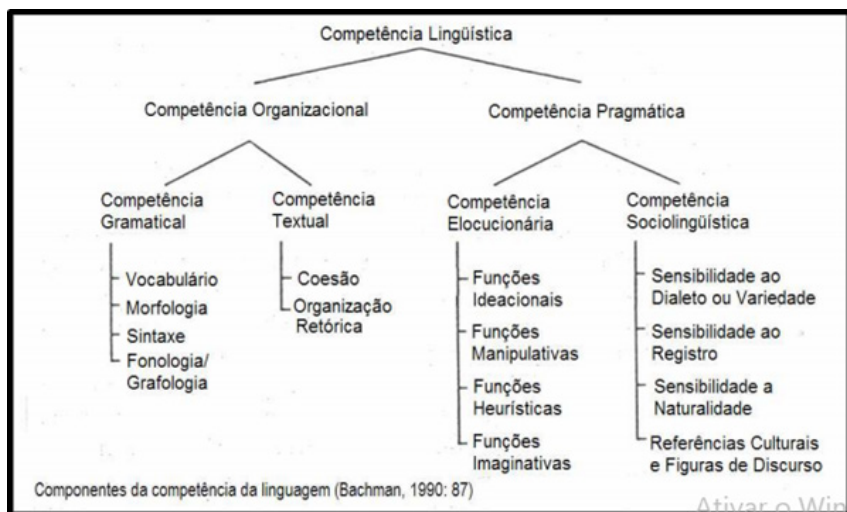 Competência Lingüística
Competência Organizacional
Competência Pragmática
Competência
Gramatical
Vocabulário
Morfologia
Sintaxe
Fonologia/
Grafologia
Competência
Textual
Coesão
Organização
Retórica
Competência
Elocucionária
Funções
Ideacionais
Funções
Manipulativas
Funções
Heurísticas
Funções
Imaginativas
Competência
Sociolingüística
Sensibilidade ao
Dialeto ou Variedade
Sensibilidade ao
Registro
Sensibilidade a
Naturalidade
Referências Culturais
e Figuras de Discurso
Componentes da competência da linguagem (Bachman, 1990: 87)
Ativar o Win